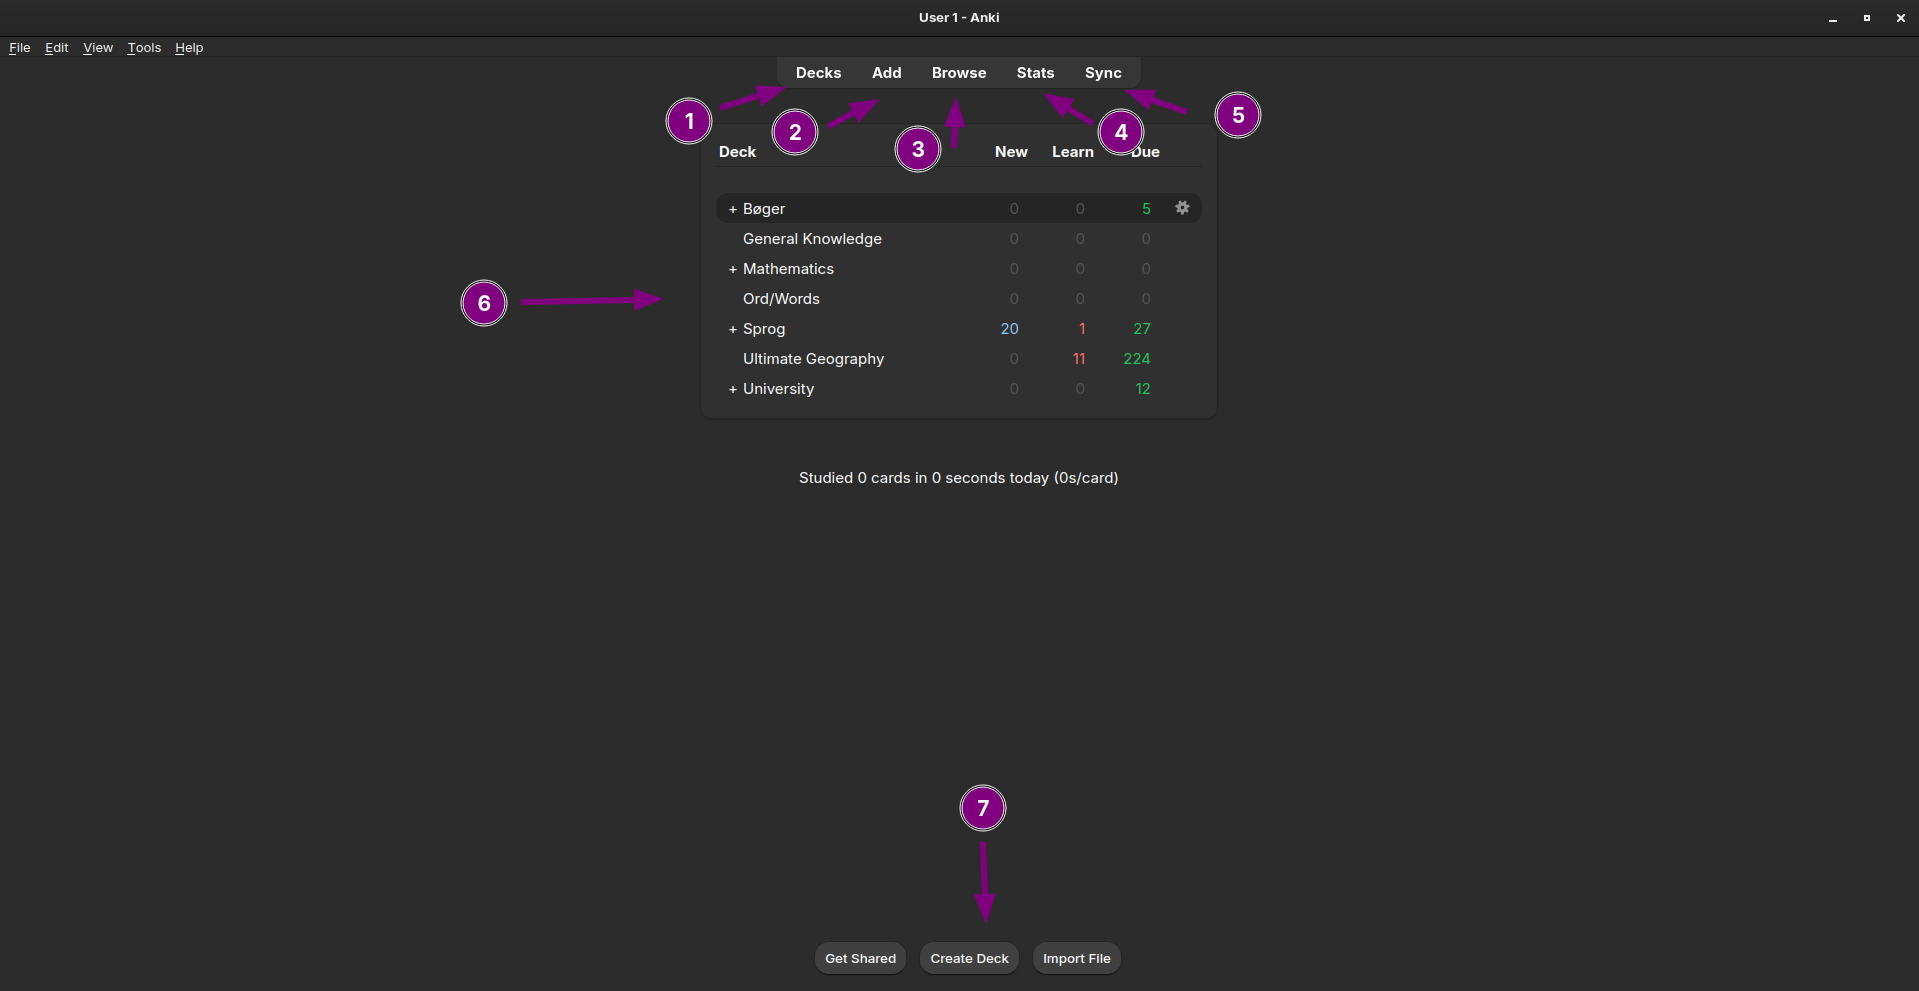 User 1 - Anki
File Edit View Tools Help
Decks Add Browse Stats Sync
1 2 3 4 5
Deck New Learn Due
+ Bøger 0 0 5
General Knowledge 0 0 0
+ Mathematics 0 0 0
6
Ord/Words 0 0 0
+ Sprog 20 1 27
Ultimate Geography 0 11 224
+ University 0 0 12
Studied 0 cards in 0 seconds today (0s/card)
7
Get Shared Create Deck Import File